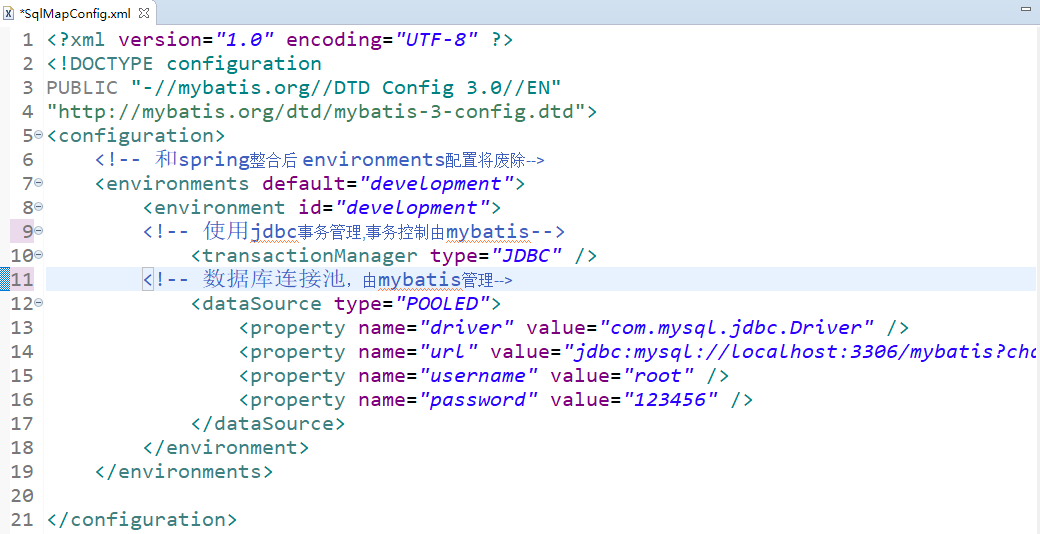 *SqlMapConfig.xml
1 <?xml version="1.0" encoding="UTF-8" ?>
2 <!DOCTYPE configuration
3 PUBLIC "-//mybatis.org//DTD Config 3.0//EN"
4 "http://mybatis.org/dtd/mybatis-3-config.dtd">
5 <configuration>
6 <!-- 和spring整合后 environments配置将废除-->
7 <environments default="development">
8 <environment id="development">
9 <!-- 使用jdbc事务管理,事务控制由mybatis-->
10 <transactionManager type="JDBC" />
11 <!-- 数据库连接池，由mybatis管理-->
12 <dataSource type="POOLED">
13 <property name="driver" value="com.mysql.jdbc.Driver" />
14 <property name="url" value="jdbc:mysql://localhost:3306/mybatis?cha
15 <property name="username" value="root" />
16 <property name="password" value="123456" />
17 </dataSource>
18 </environment>
19 </environments>
20
21 </configuration>